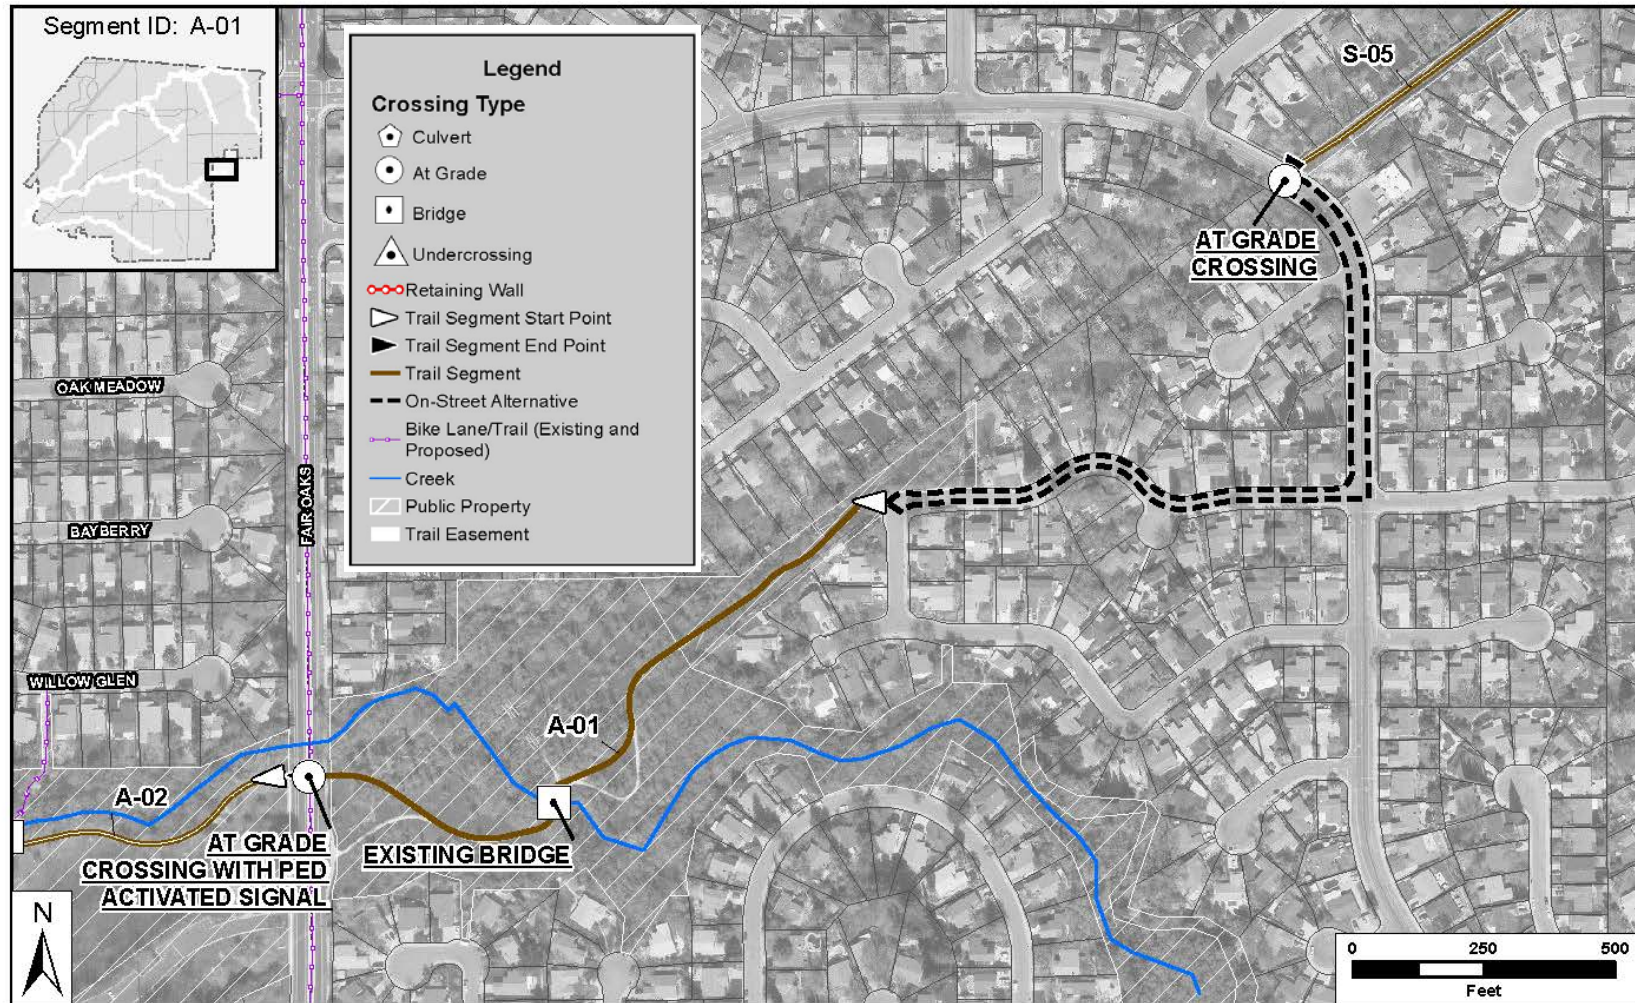 Segment ID: A-01
Legend
Crossing Type
Culvert
At Grade
Bridge
Undercrossing
Retaining Wall
Trail Segment Start Point
Trail Segment End Point
Trail Segment
On-Street Alternative
Bike Lane/Trail (Existing and
Proposed)
Creek
Public Property
Trail Easement
S-05
AT GRADE
CROSSING
OAK MEADOW
FAIR OAKS
BAYBERRY
WILLOW GLEN
A-01
A-02
AT GRADE
CROSSING WITH PED
ACTIVATED SIGNAL
EXISTING BRIDGE
N
0 250 500
Feet